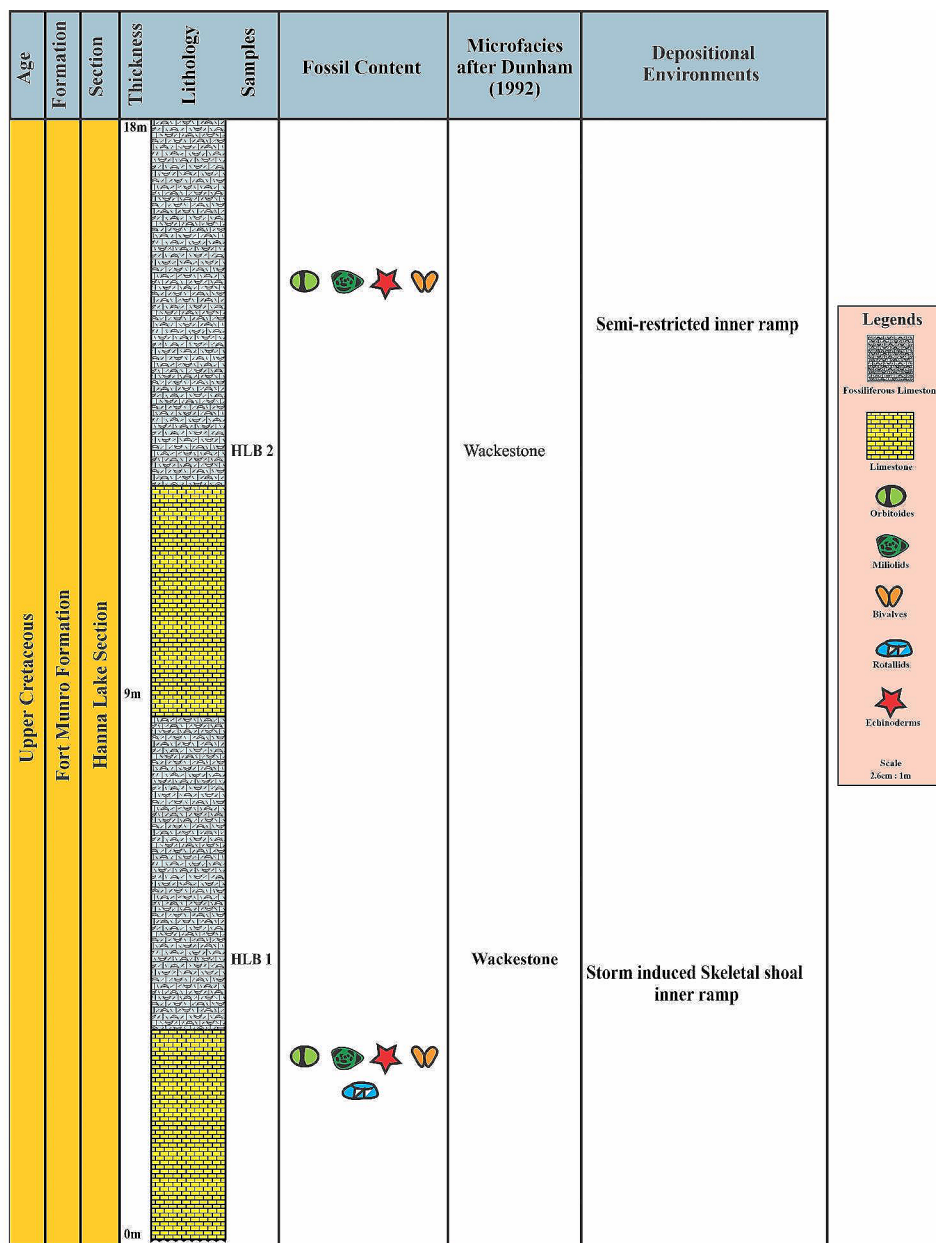 Age
Formation
Section
Thickness
Lithology
Samples
Fossil Content
Microfacies
after Dunham
(1992)
Depositional
Environments
18m
Semi-restricted inner ramp
HLB 2
Wackestone
9m
Upper Cretaceous
Fort Munro Formation
Hanna Lake Section
HLB 1
Wackestone
Storm induced Skeletal shoal
inner ramp
0m
Legends
Fossiliferous Limeston
Limestone
Orbitoides
Miliolids
Bivalves
Rotallids
Echinoderms
Scale
2.6cm : 1m